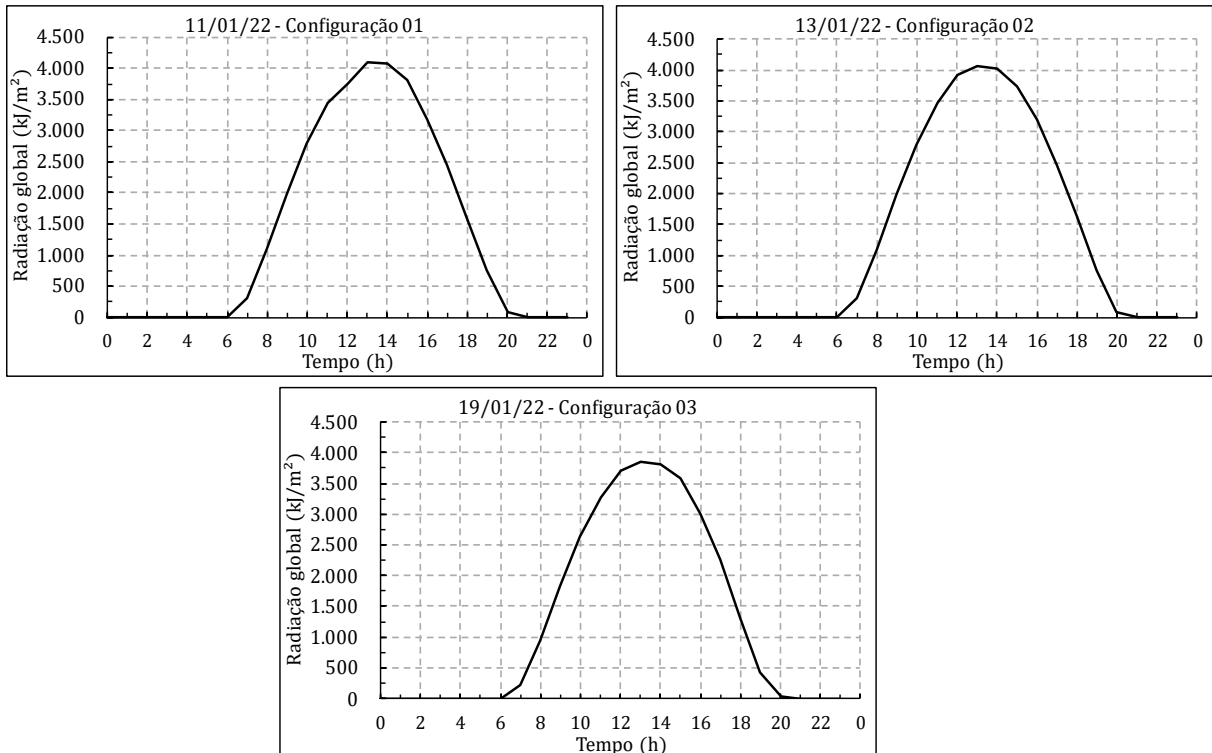 11/01/22 - Configuração 01
Radiação global (kJ/m²)
4.500
4.000
3.500
3.000
2.500
2.000
1.500
1.000
500
0
0 2 4 6 8 10 12 14 16 18 20 22 0
Tempo (h)
13/01/22 - Configuração 02
Radiação global (kJ/m²)
4.500
4.000
3.500
3.000
2.500
2.000
1.500
1.000
500
0
0 2 4 6 8 10 12 14 16 18 20 22 0
Tempo (h)
19/01/22 - Configuração 03
Radiação global (kJ/m²)
4.500
4.000
3.500
3.000
2.500
2.000
1.500
1.000
500
0
0 2 4 6 8 10 12 14 16 18 20 22 0
Tempo (h)